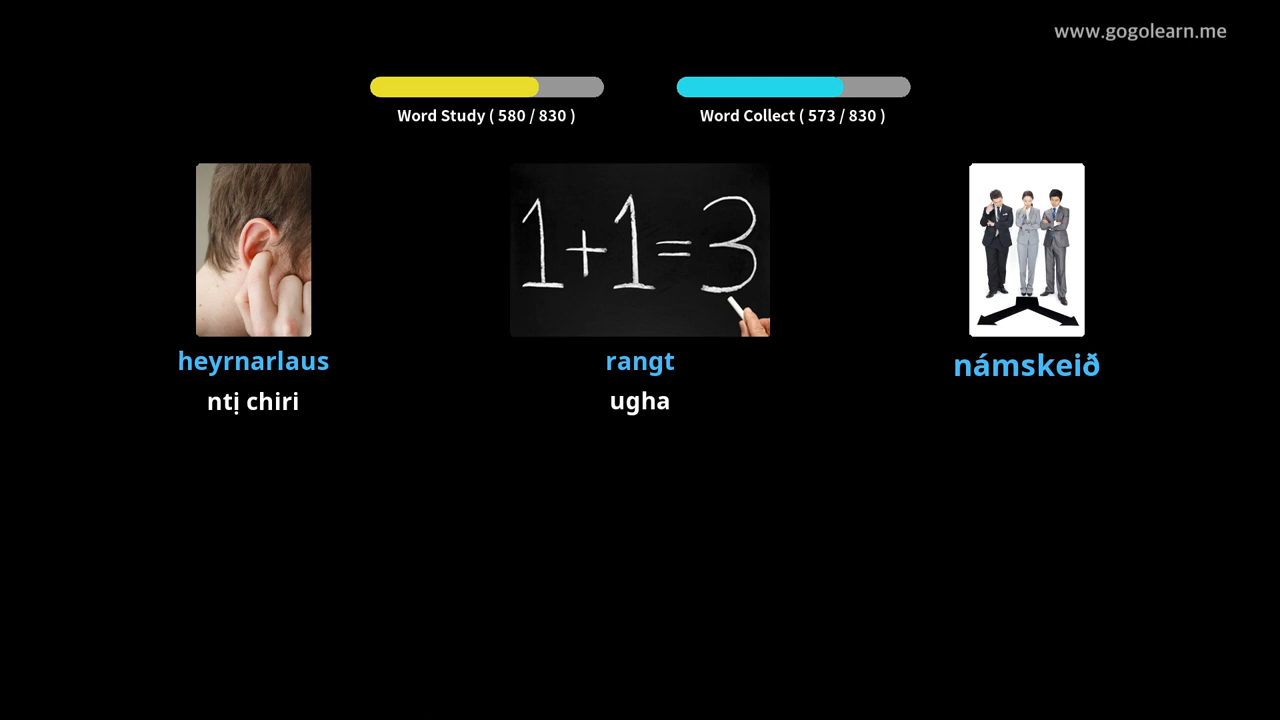 www.gogolearn.me
Word Study ( 580 / 830 )
Word Collect ( 573 / 830 )
1+1=3
heyrnarlaus
rangt
námskeið
ntị chiri
ugha